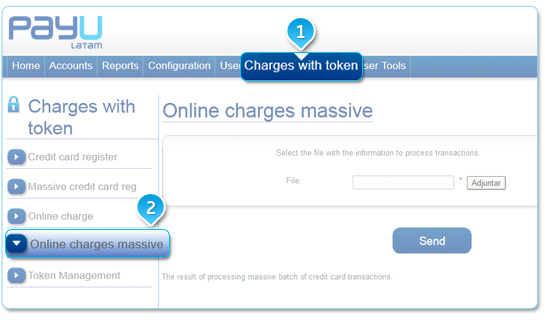 PayU
LATAM
1
Home Accounts Reports Configuration Use Charges with token ser Tools
Charges with
token
Credit card register
Massive credit card reg
Online charge
2
Online charges massive
Token Management
Online charges massive
Select the file with the information to process transactions.
File: * Adjuntar
Send
The result of processing massive batch of credit card transactions.